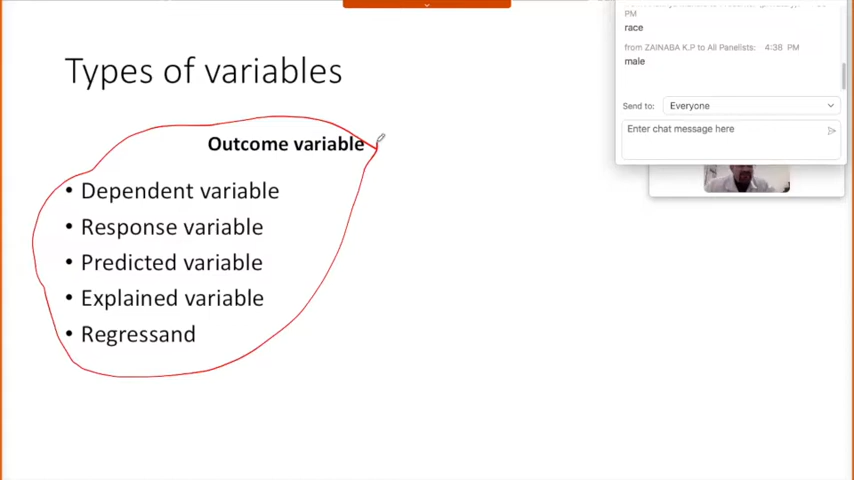 Types of variables
Outcome variable
• Dependent variable
• Response variable
• Predicted variable
• Explained variable
• Regressand
PM
race
from ZAINABA K.P to All Panelists: 4:38 PM
male
Send to: Everyone
Enter chat message here